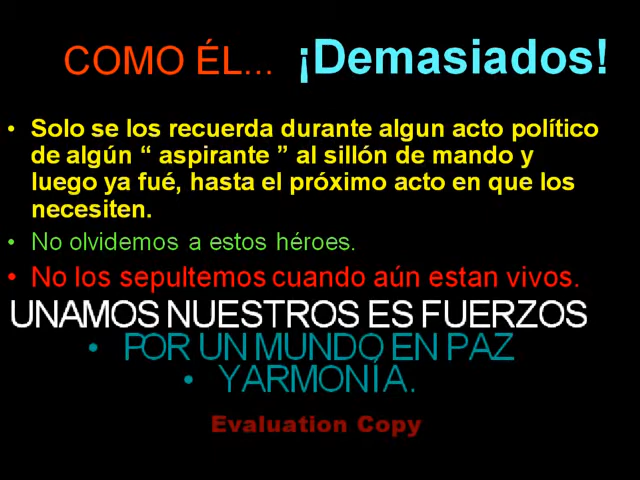 COMO ÉL... ¡Demasiados!
• Solo se los recuerda durante algun acto político
de algún “ aspirante ” al sillón de mando y
luego ya fué, hasta el próximo acto en que los
necesiten.
• No olvidemos a estos héroes.
• No los sepultemos cuando aún estan vivos.
UNAMOS NUESTROS ES FUERZOS
• POR UN MUNDO EN PAZ
• YARMONÍA.
Evaluation Copy